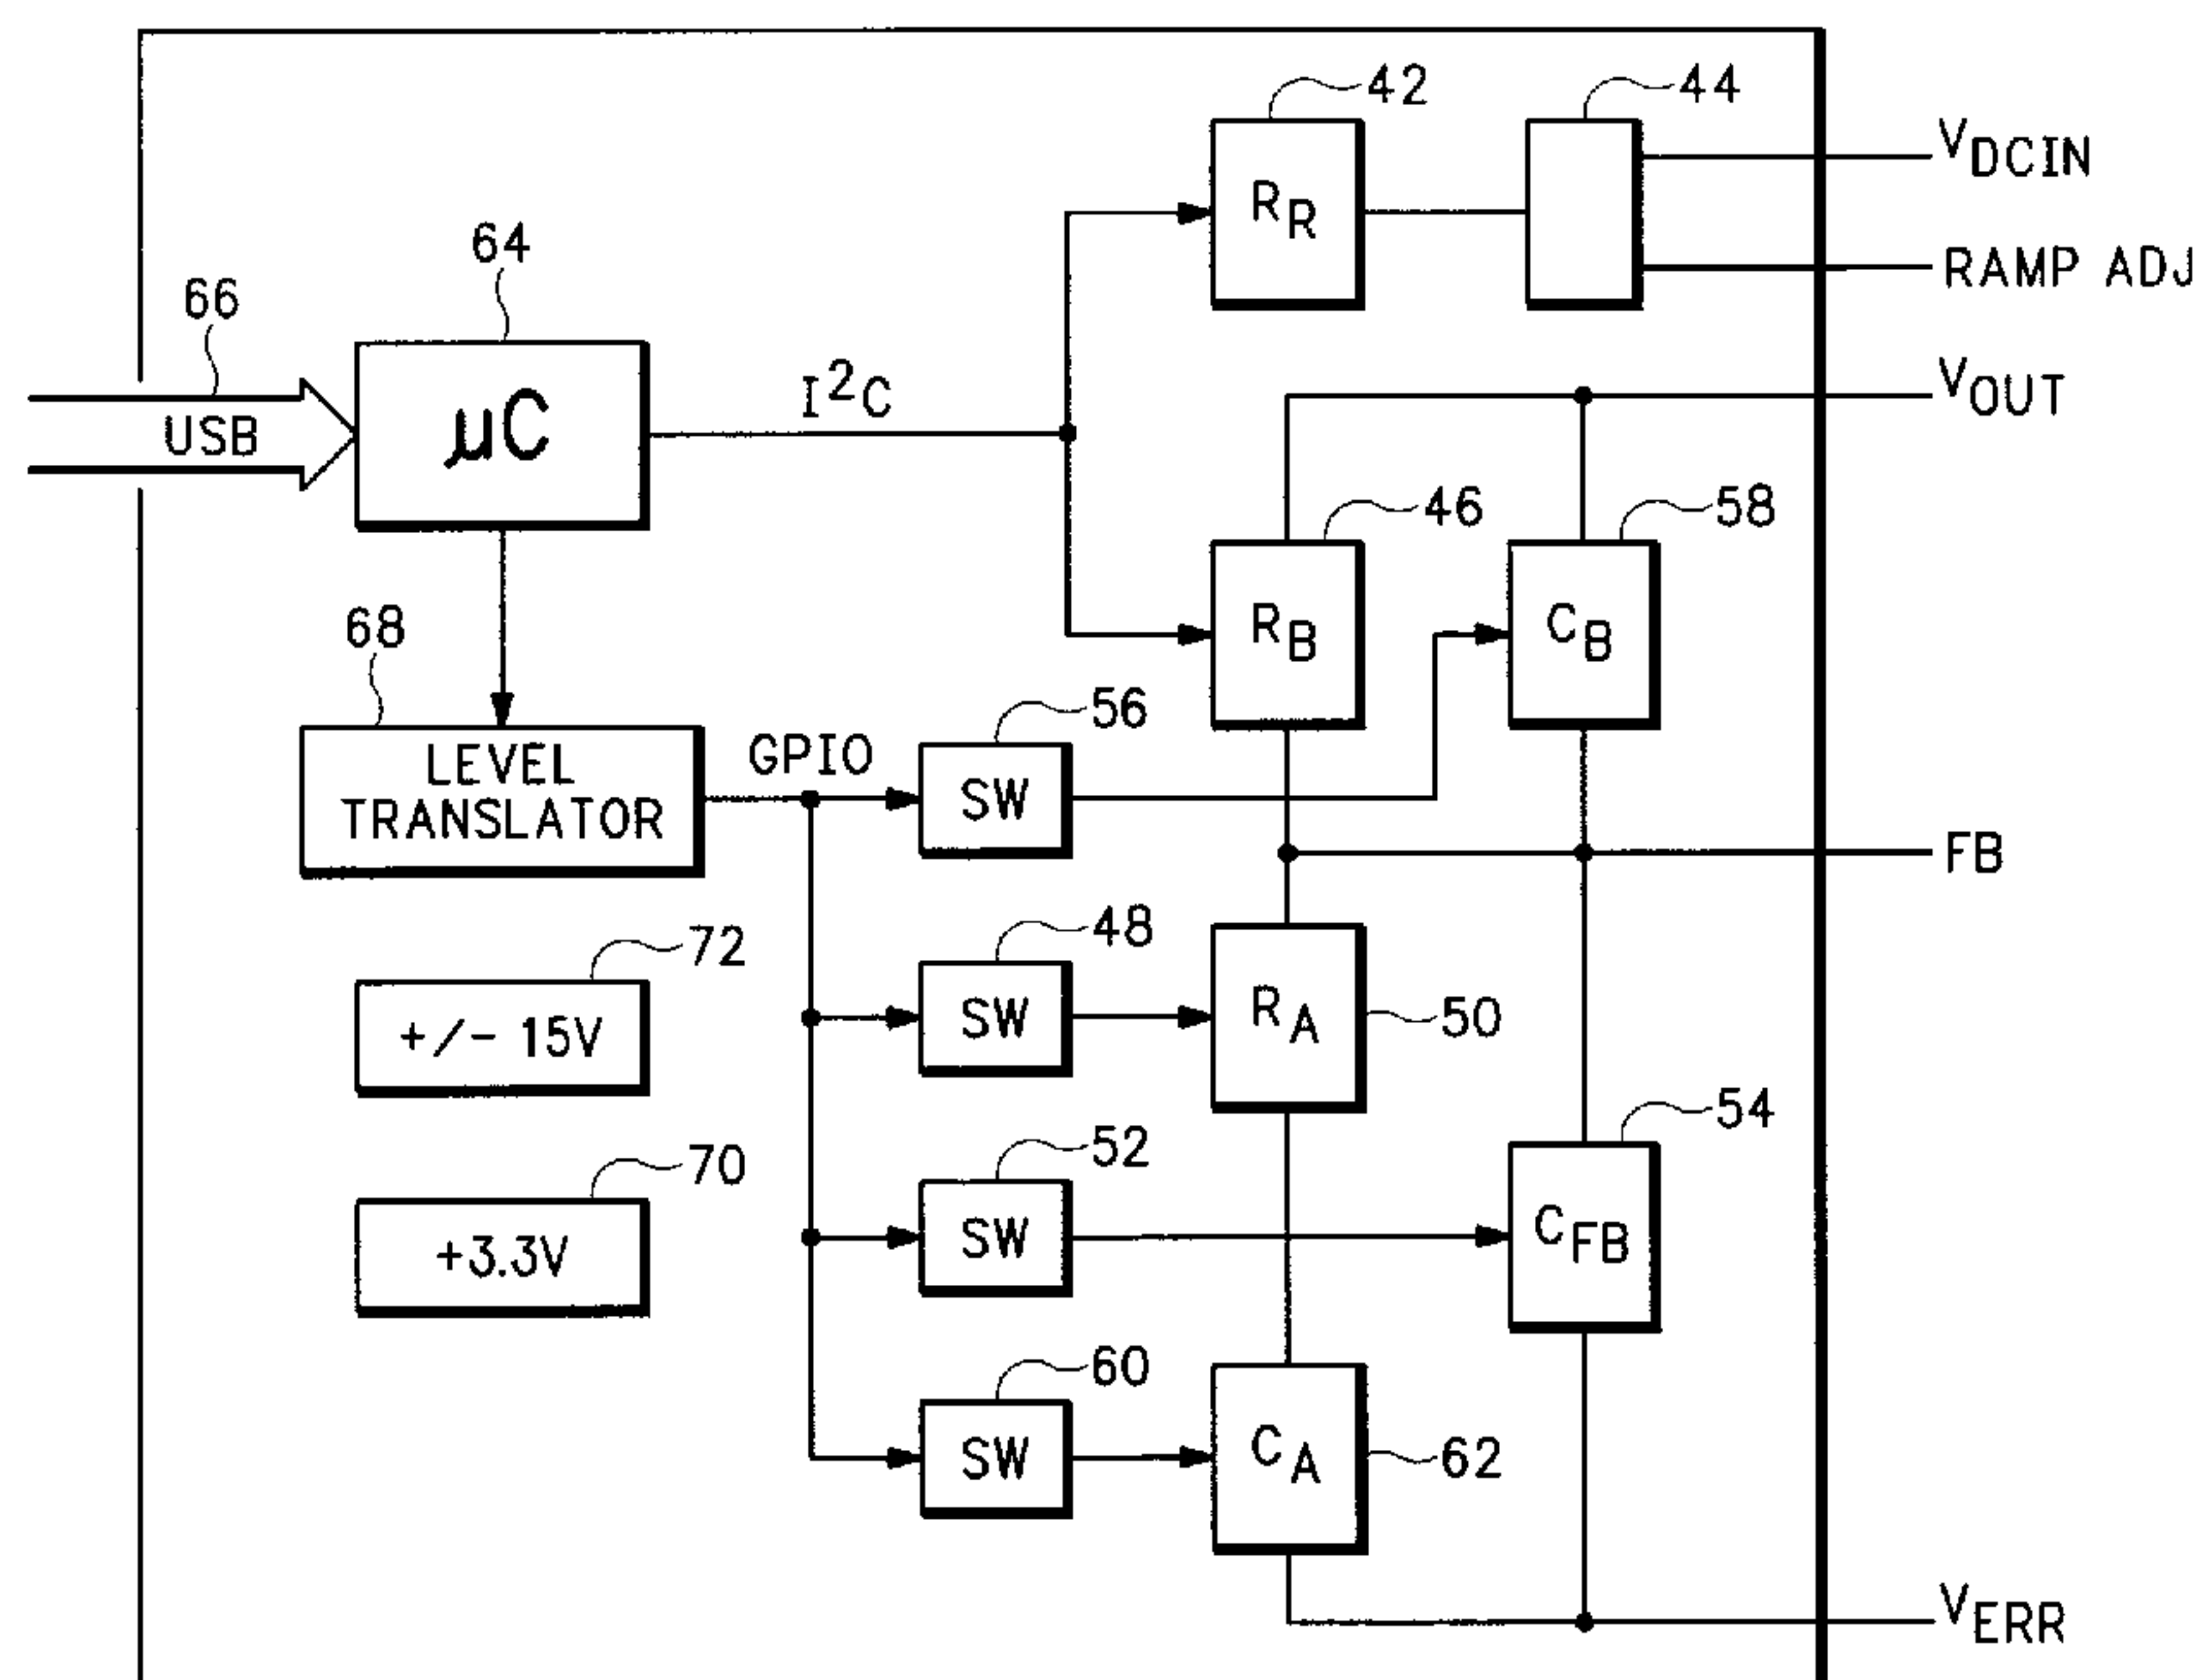 42
44
V_DCIN
R_R
RAMP ADJ
64
66
USB
µC
I²C
V_OUT
46
58
R_B
C_B
68
LEVEL
TRANSLATOR
GPIO
56
SW
FB
72
+/- 15V
48
SW
R_A
50
70
+3.3V
52
SW
54
C_FB
60
SW
C_A
62
V_ERR